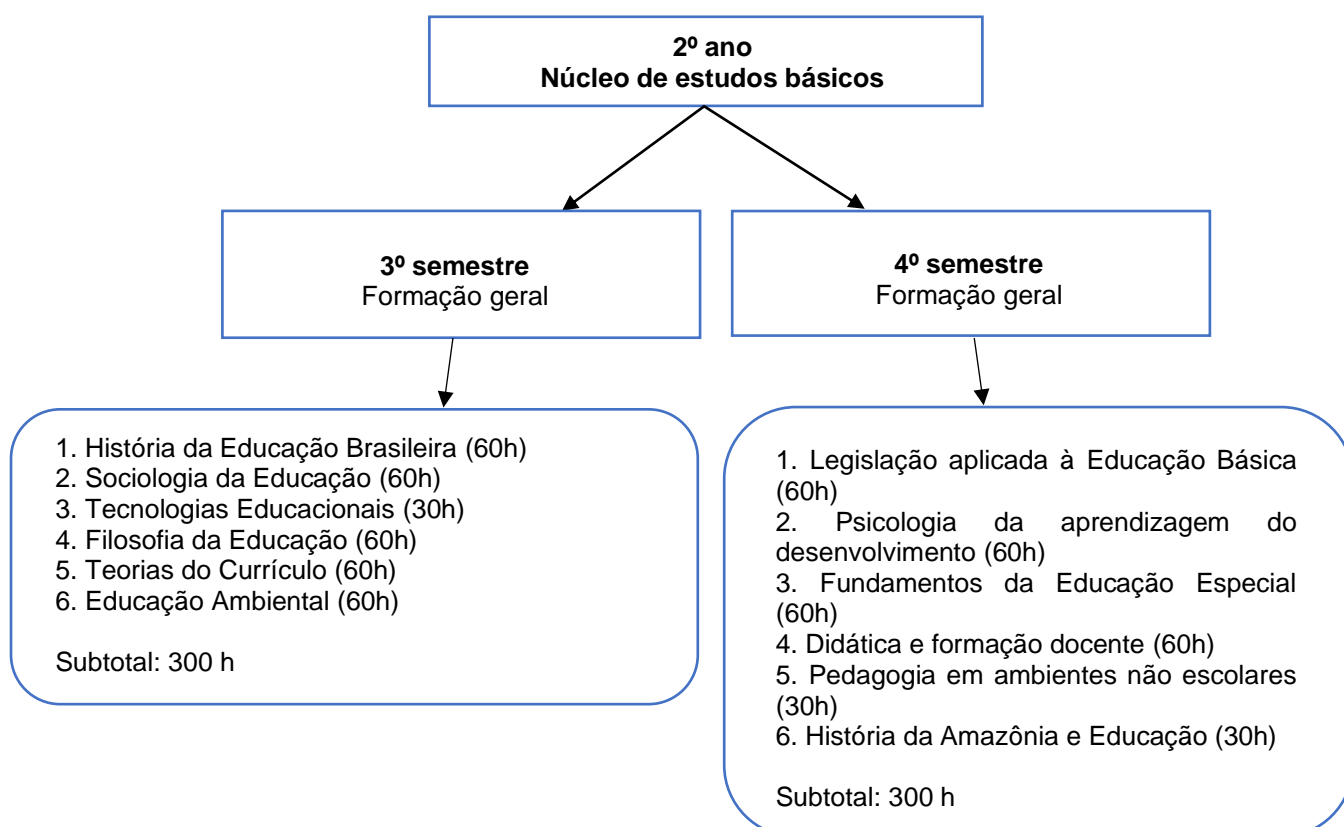 2º ano
Núcleo de estudos básicos
3º semestre
Formação geral
4º semestre
Formação geral
1. História da Educação Brasileira (60h)
2. Sociologia da Educação (60h)
3. Tecnologias Educacionais (30h)
4. Filosofia da Educação (60h)
5. Teorias do Currículo (60h)
6. Educação Ambiental (60h)
Subtotal: 300 h
1. Legislação aplicada à Educação Básica
(60h)
2. Psicologia da aprendizagem do
desenvolvimento (60h)
3. Fundamentos da Educação Especial
(60h)
4. Didática e formação docente (60h)
5. Pedagogia em ambientes não escolares
(30h)
6. História da Amazônia e Educação (30h)
Subtotal: 300 h